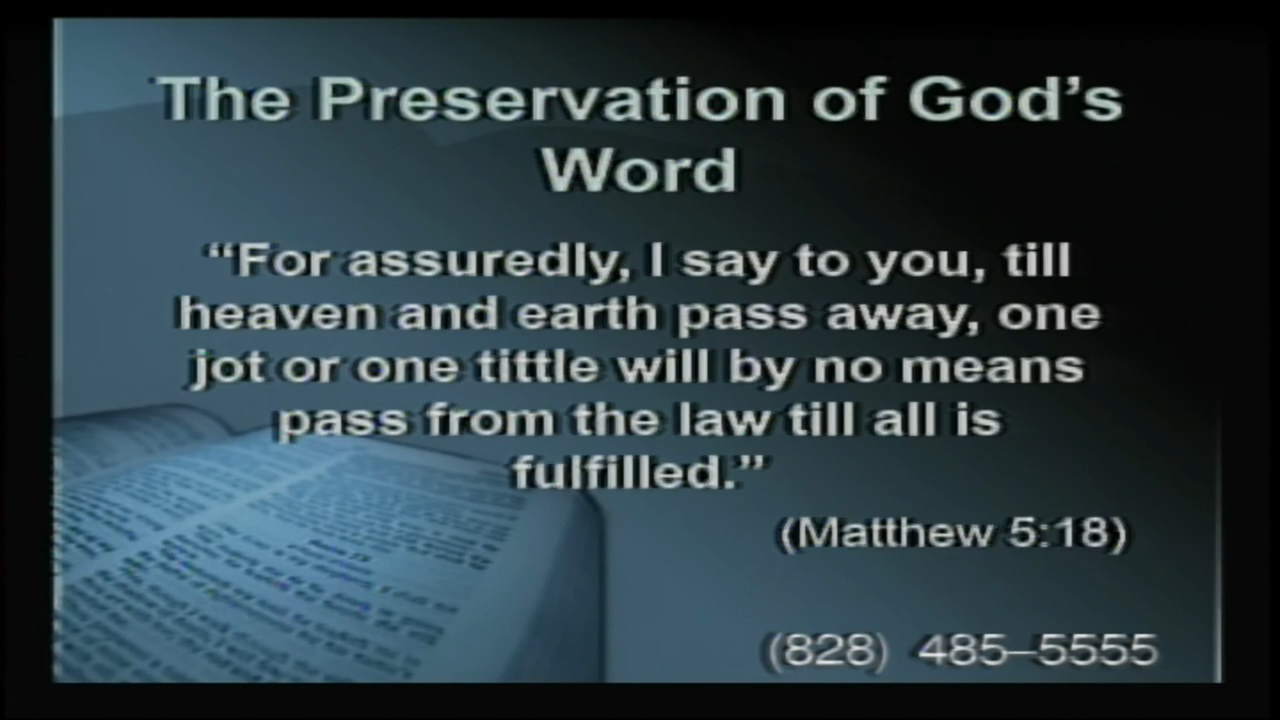 The Preservation of God’s
Word
“For assuredly, I say to you, till
heaven and earth pass away, one
jot or one tittle will by no means
pass from the law till all is
fulfilled.”
(Matthew 5:18)
(828) 485–5555